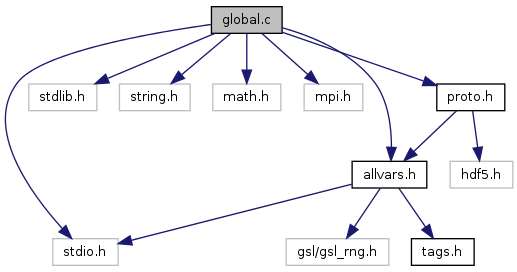 global.c
stdlib.h
string.h
math.h
mpi.h
proto.h
allvars.h
hdf5.h
stdio.h
gsl/gsl_rng.h
tags.h